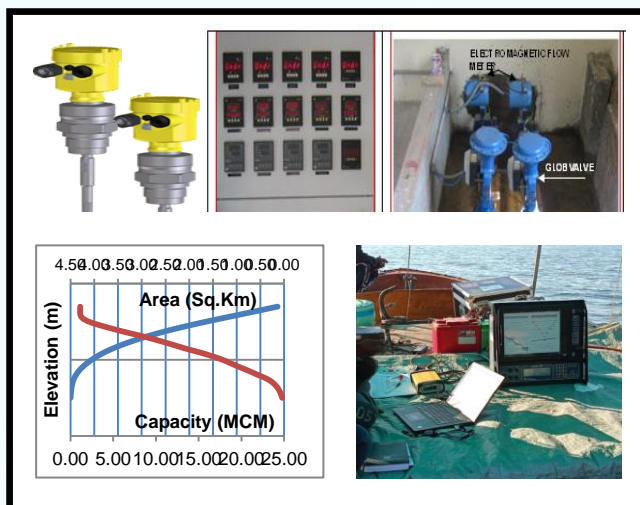 ELECTRO MAGNETIC FLOW
METER
GLOB VALVE
4.50 4.00 3.50 3.00 2.50 2.00 1.50 1.00 0.50 0.00
Area (Sq.Km)
Elevation (m)
Capacity (MCM)
0.00 5.00 10.00 15.00 20.00 25.00